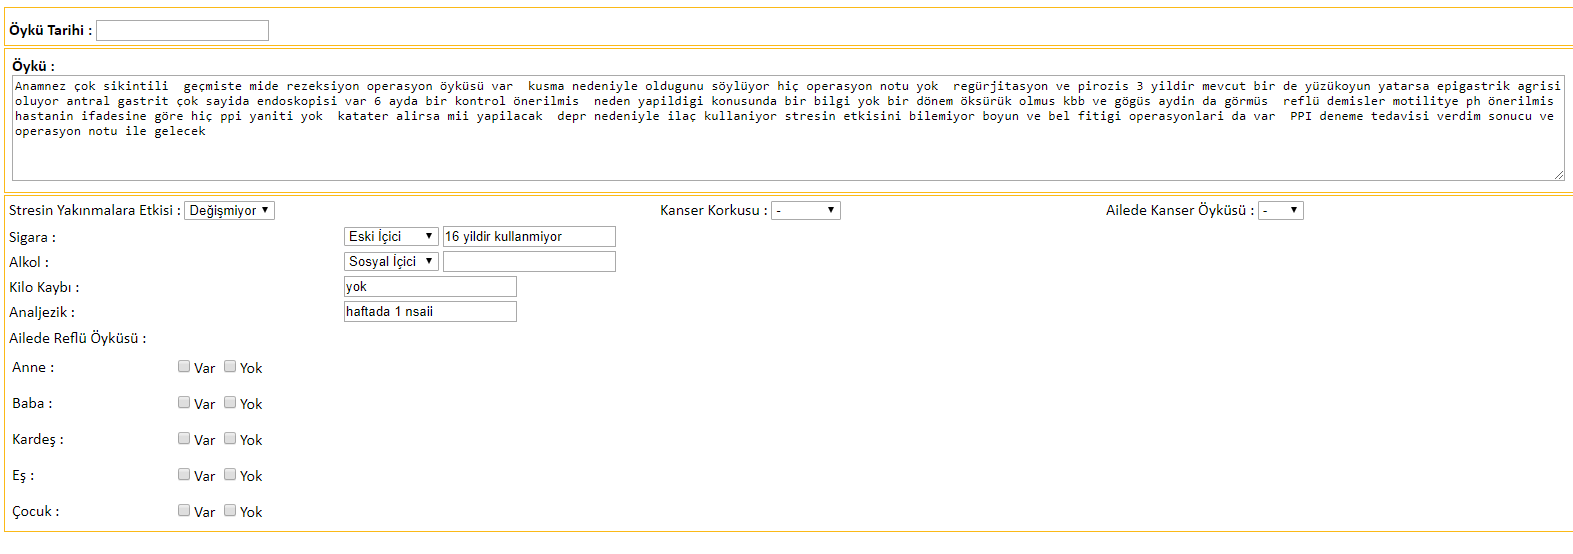 Öykü Tarihi :
Öykü :
Anamnez çok sikintili  geçmiste mide rezeksiyon operasyon öyküsü var  kusma nedeniyle oldugunu söylüyor hiç operasyon notu yok  regürjitasyon ve pirozis 3 yildir mevcut bir de yüzükoyun yatarsa epigastrik agrisi
oluyor antral gastrit çok sayida endoskopisi var 6 ayda bir kontrol önerilmis  neden yapildigi konusunda bir bilgi yok bir dönem öksürük olmus kbb ve gögüs aydin da görmüs  reflü demisler motilitye ph önerilmis
hastanin ifadesine göre hiç ppi yaniti yok  katater alirsa mii yapilacak  depr nedeniyle ilaç kullaniyor stresin etkisini bilemiyor boyun ve bel fitigi operasyonlari da var  PPI deneme tedavisi verdim sonucu ve
operasyon notu ile gelecek
Stresin Yakınmalara Etkisi : Değişmiyor Kanser Korkusu : - Ailede Kanser Öyküsü : -
Sigara : Eski İçici 16 yildir kullanmiyor
Alkol : Sosyal İçici
Kilo Kaybı : yok
Analjezik : haftada 1 nsaii
Ailede Reflü Öyküsü :
Anne : Var Yok
Baba : Var Yok
Kardeş : Var Yok
Eş : Var Yok
Çocuk : Var Yok